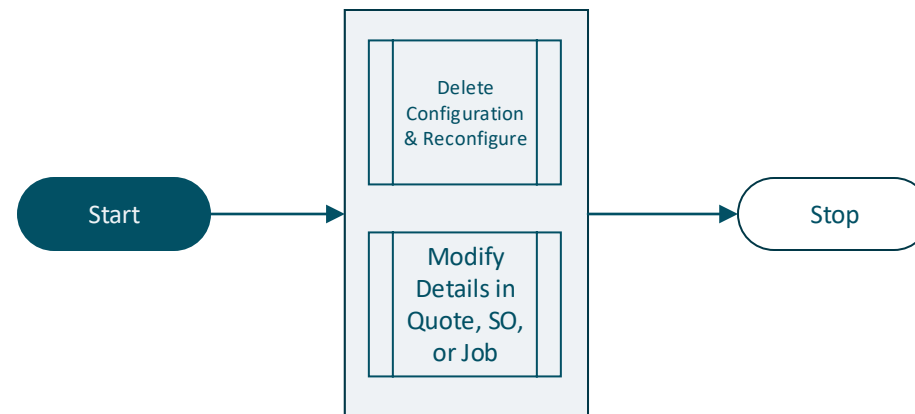 Start
Delete
Configuration
& Reconfigure
Modify
Details in
Quote, SO,
or Job
Stop